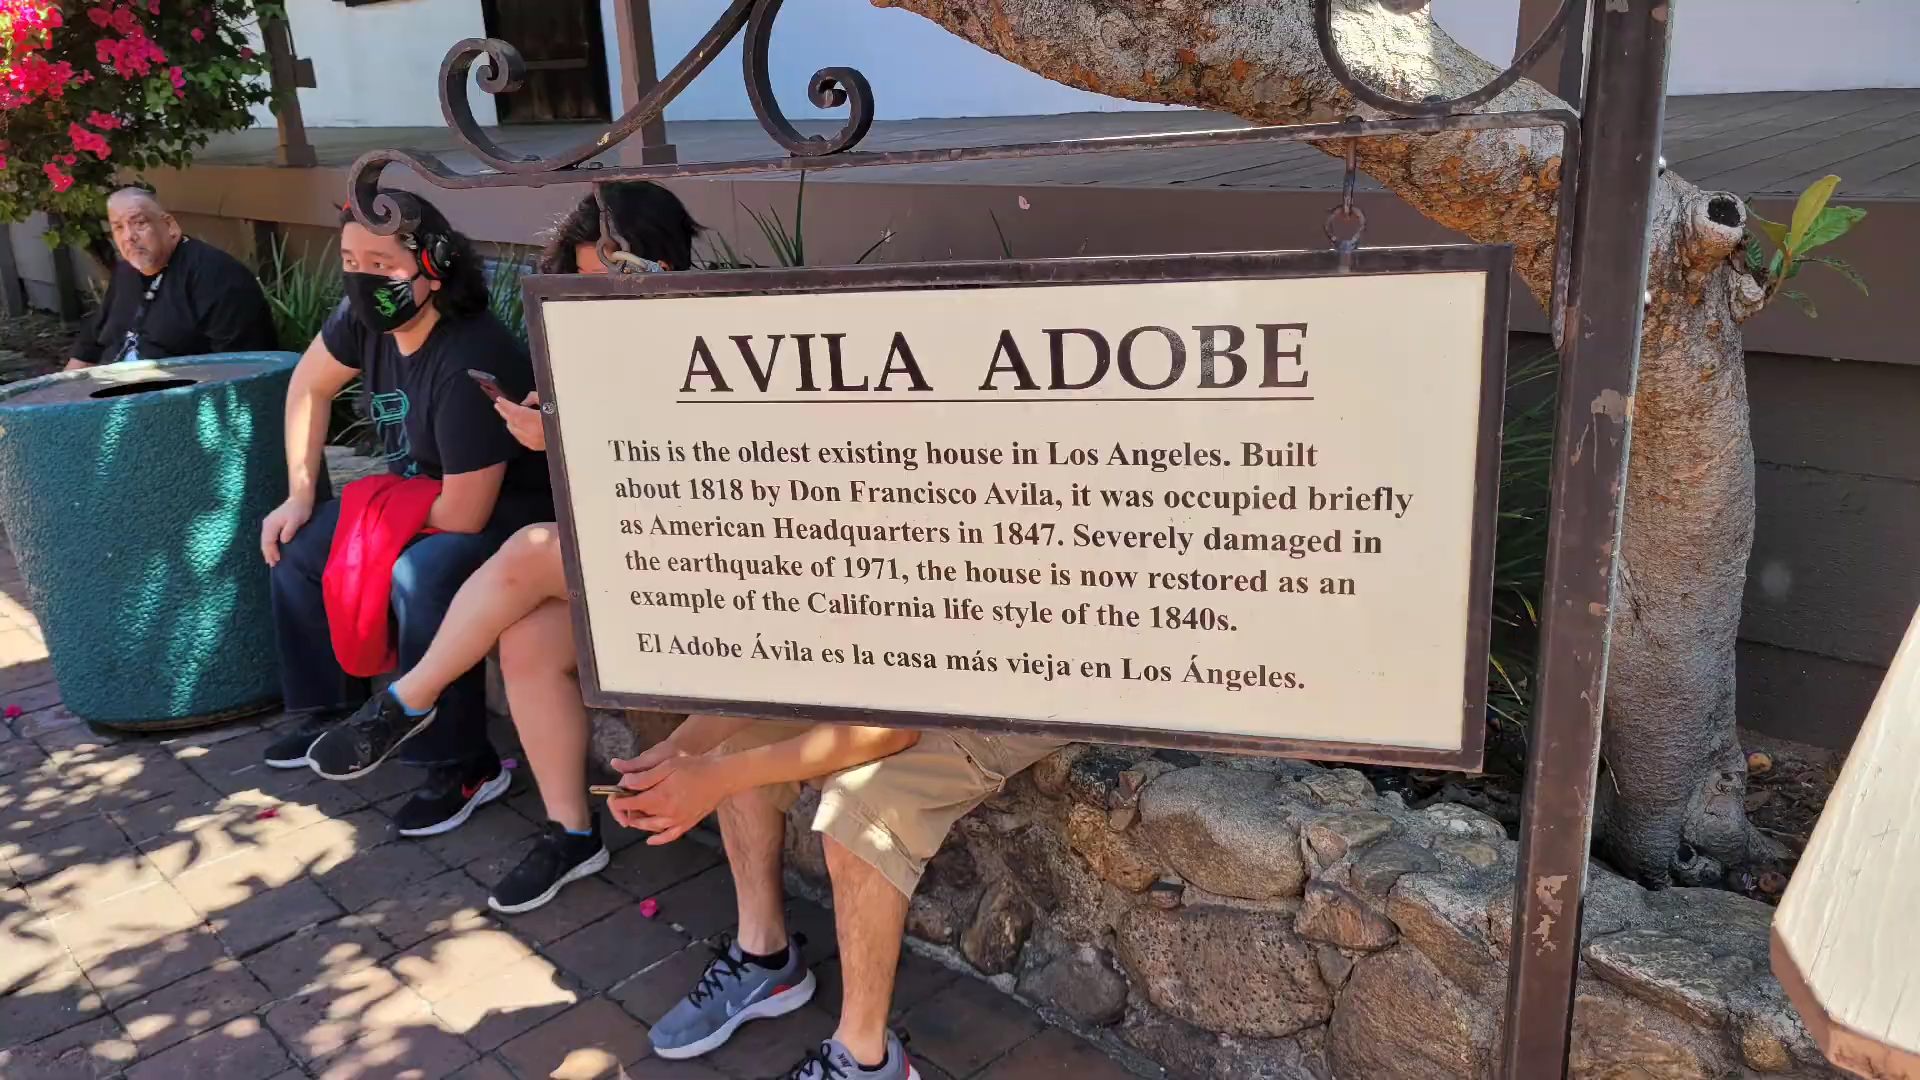 AVILA ADOBE
This is the oldest existing house in Los Angeles. Built
about 1818 by Don Francisco Avila, it was occupied briefly
as American Headquarters in 1847. Severely damaged in
the earthquake of 1971, the house is now restored as an
example of the California life style of the 1840s.
El Adobe Ávila es la casa más vieja en Los Ángeles.